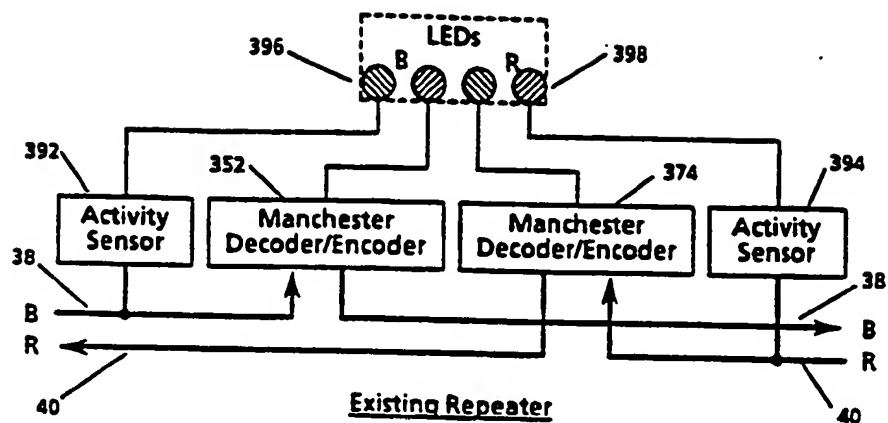 LEDs
396
B
R
398
392
352
374
394
Activity
Sensor
Manchester
Decoder/Encoder
Manchester
Decoder/Encoder
Activity
Sensor
38
38
B
B
R
R
40
40
Existing Repeater